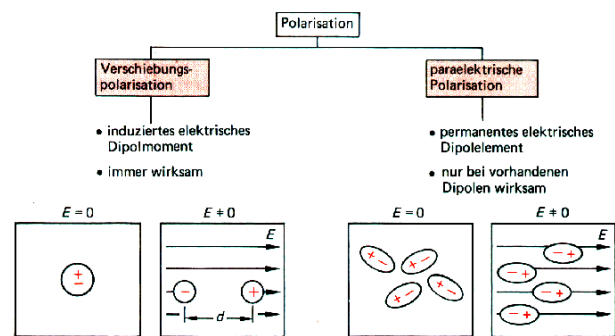 Polarisation
Verschiebungs-
polarisation
paraelektrische
Polarisation
• induziertes elektrisches
Dipolmoment
• immer wirksam
• permanentes elektrisches
Dipolelement
• nur bei vorhandenen
Dipolen wirksam
E = 0
E ≠ 0
E = 0
E ≠ 0
+
−
E
− +
d
+ −
+ −
+ −
+ −
E
− +
− +
− +
− +